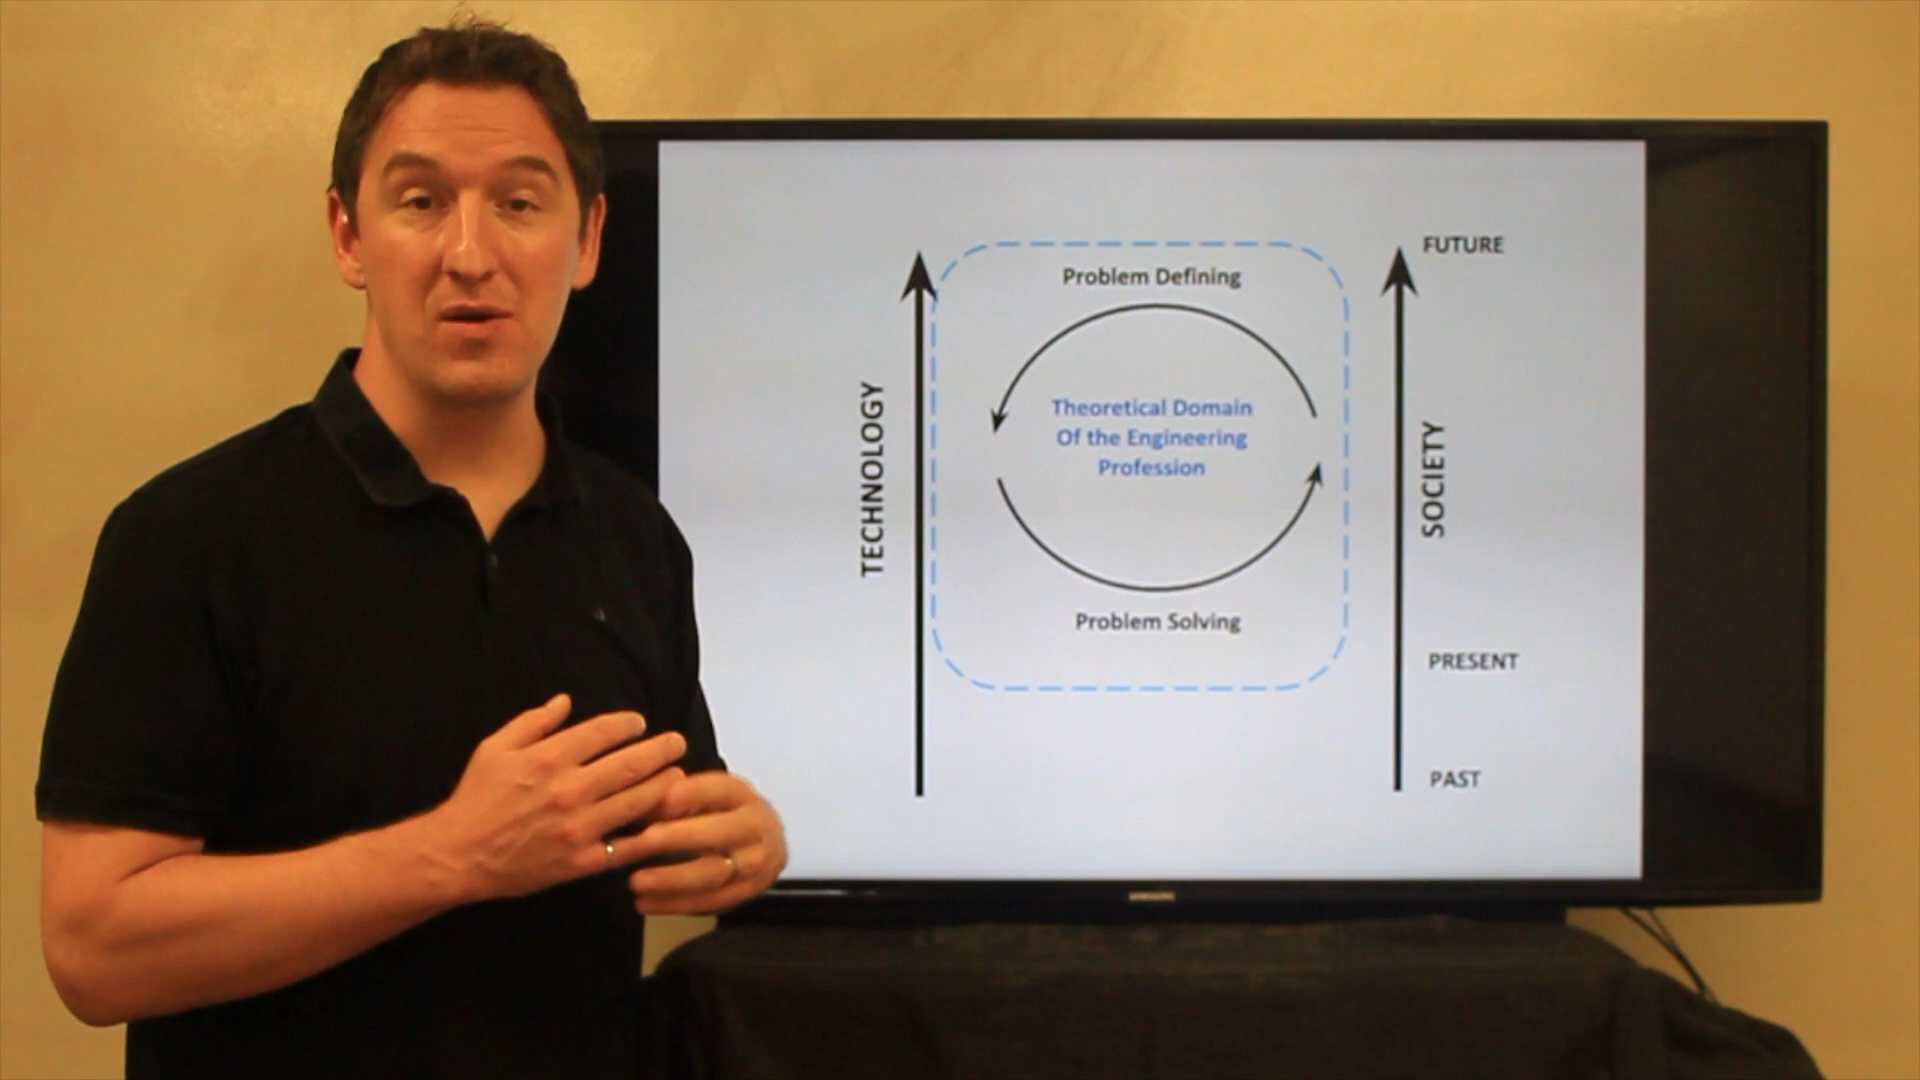 FUTURE
Problem Defining
Theoretical Domain
Of the Engineering
Profession
TECHNOLOGY
SOCIETY
Problem Solving
PRESENT
PAST